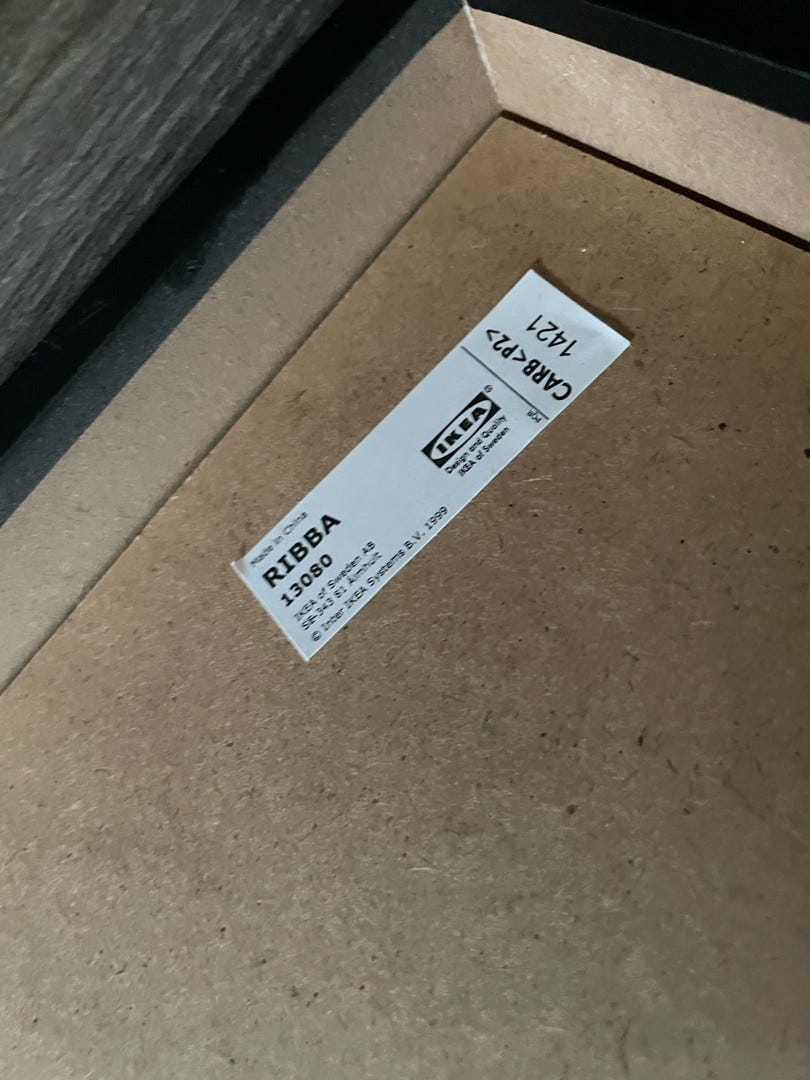 Made in China
RIBBA
13080
IKEA of Sweden AB
SE-343 81 Älmhult
© Inter IKEA Systems B.V. 1999
IKEA®
Design and Quality
IKEA of Sweden
PQP
CARB<P2>
1421